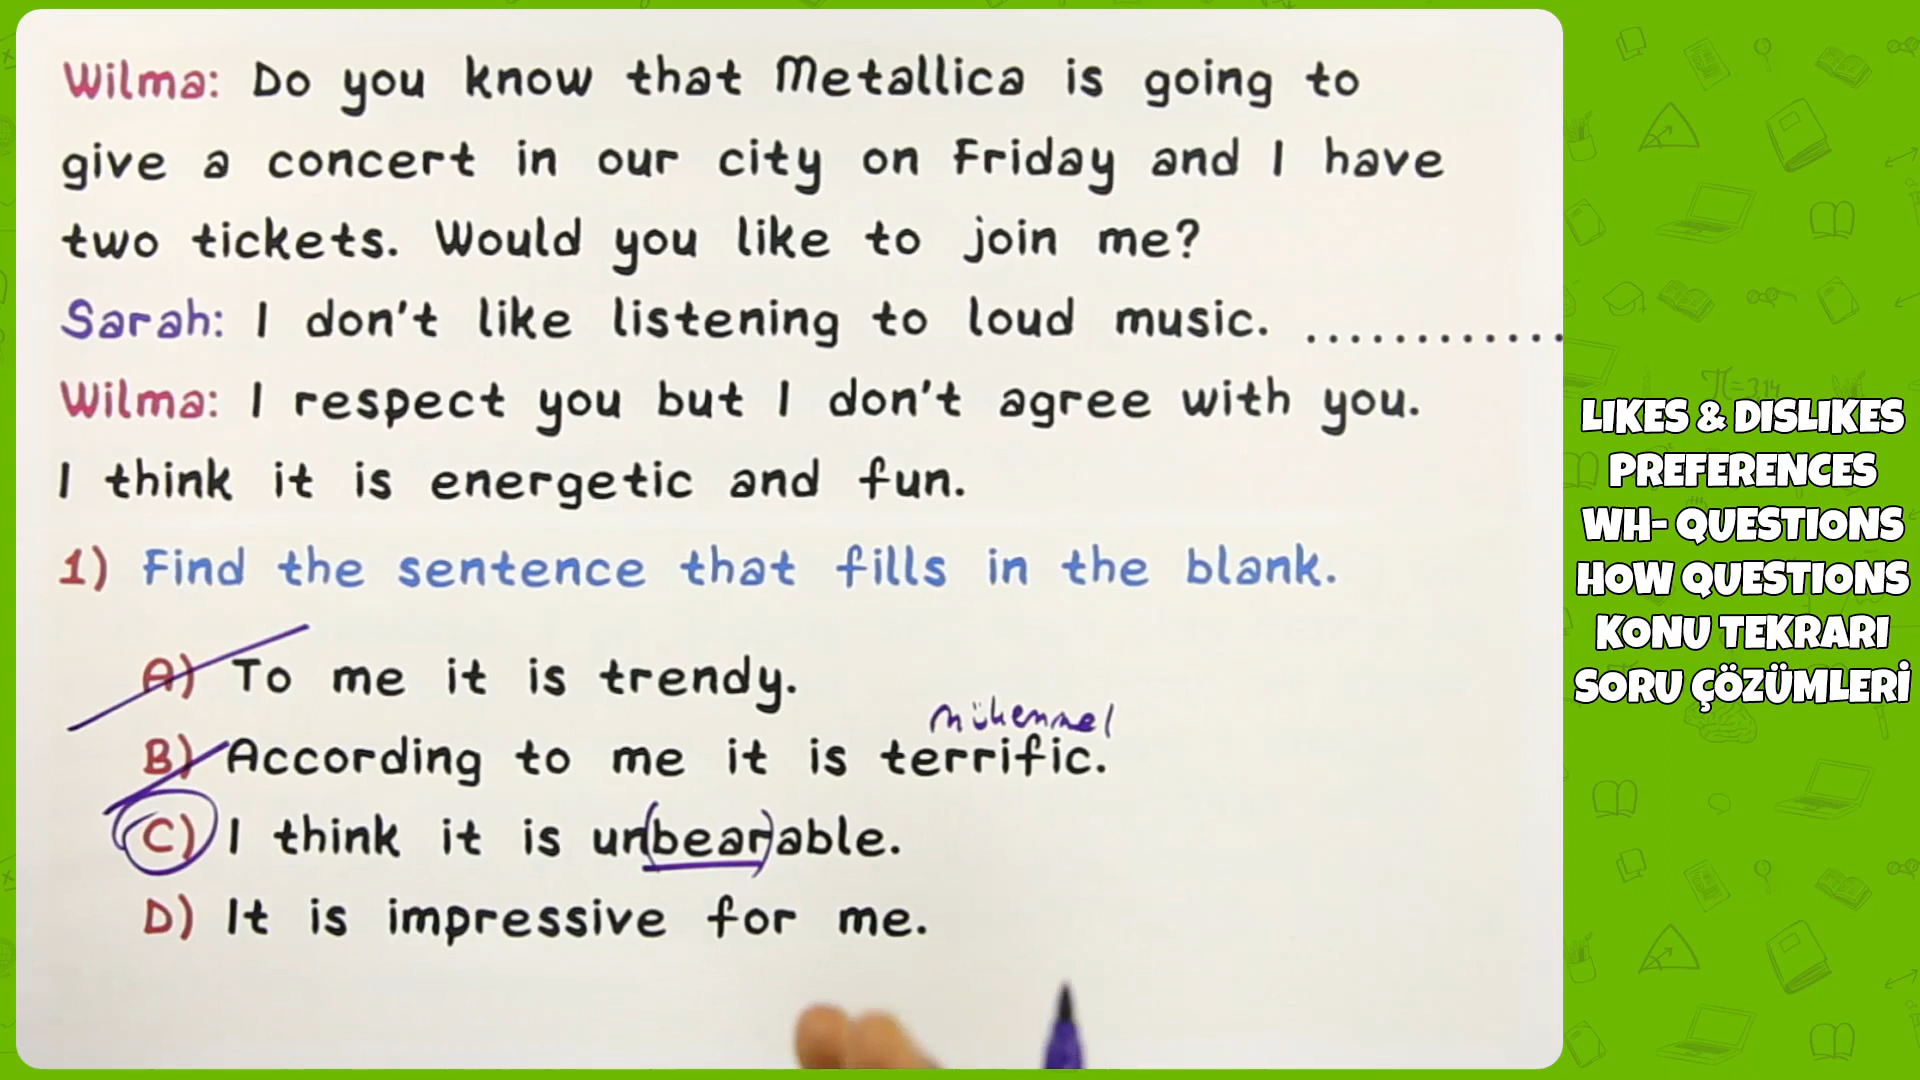 Wilma: Do you know that Metallica is going to
give a concert in our city on Friday and I have
two tickets. Would you like to join me?
Sarah: I don't like listening to loud music. ............
Wilma: I respect you but I don't agree with you.
I think it is energetic and fun.
1) Find the sentence that fills in the blank.
A) To me it is trendy.
mükemmel
B) According to me it is terrific.
C) I think it is unbearable.
D) It is impressive for me.
LIKES & DISLIKES
PREFERENCES
WH- QUESTIONS
HOW QUESTIONS
KONU TEKRARI
SORU ÇÖZÜMLERİ
π=3,14